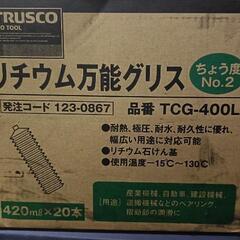 TRUSCO
PRO TOOL
リチウム万能グリス
ちょう度
No.2
発注コード 123-0867
品番 TCG-400L
•耐熱、極圧、耐水、耐久性に優れ、
幅広い用途に対応可能
•リチウム石けん基
•使用温度−15℃〜130℃
[用途]
産業機械、自動車、建設機械、
運搬機械などのベアリング、
摺動部の潤滑に
420mℓ×20本